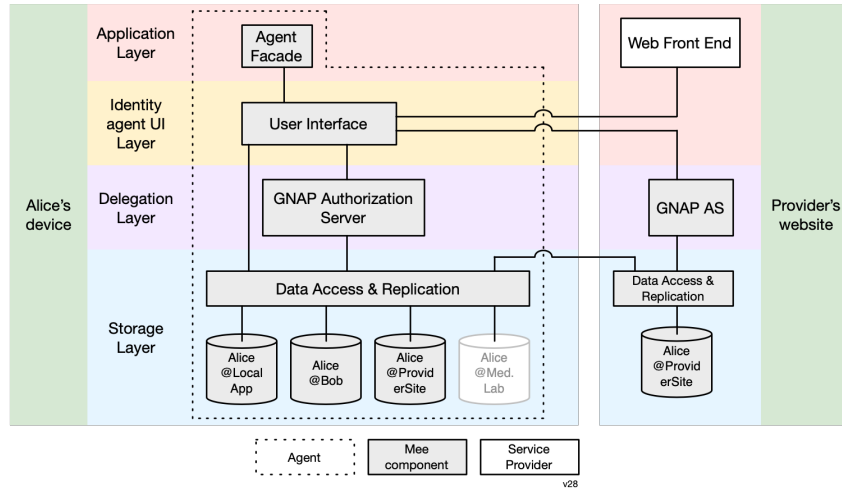 Application
Layer
Agent
Facade
Web Front End
Identity
agent UI
Layer
User Interface
Alice's
device
Delegation
Layer
GNAP Authorization
Server
GNAP AS
Provider's
website
Storage
Layer
Data Access & Replication
Data Access &
Replication
Alice
@Local
App
Alice
@Bob
Alice
@Provid
erSite
Alice
@Med.
Lab
Alice
@Provid
erSite
Agent
Mee
component
Service
Provider
v28